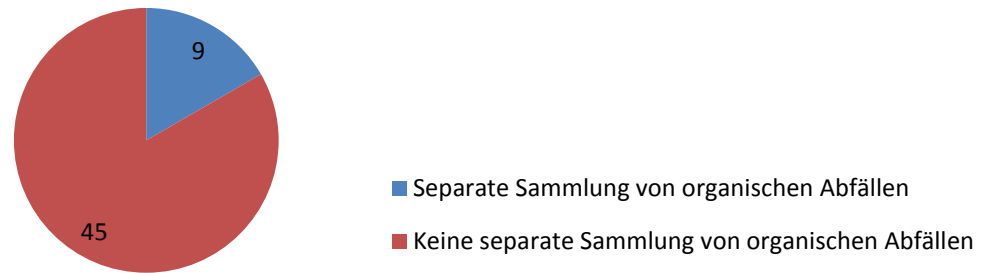 9
45
Separate Sammlung von organischen Abfällen
Keine separate Sammlung von organischen Abfällen